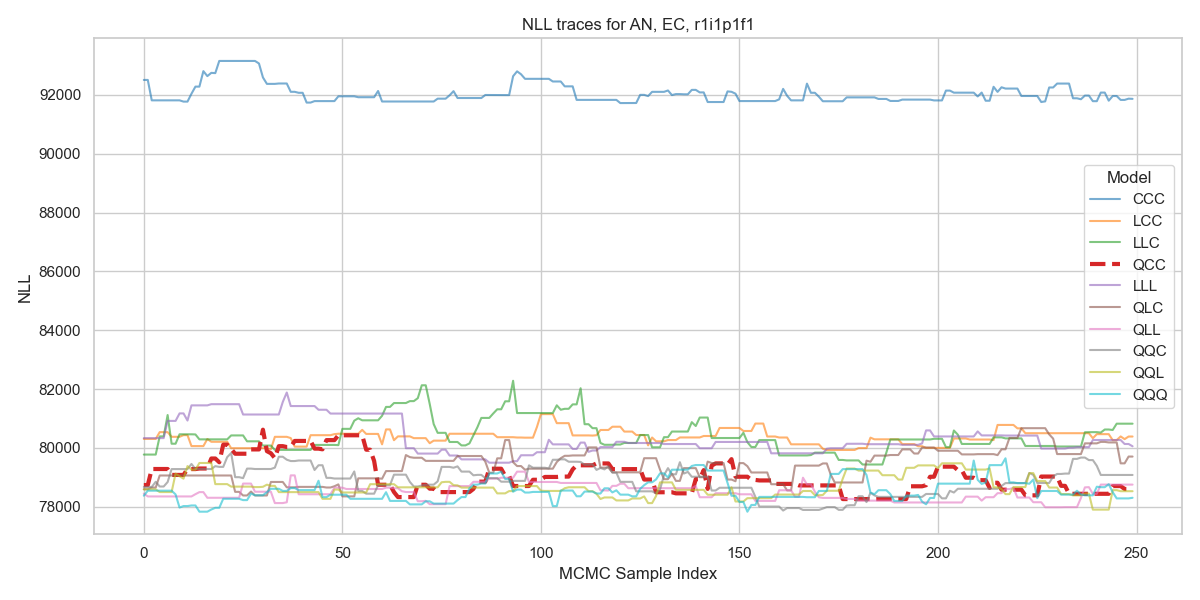 NLL traces for AN, EC, r1i1p1f1
NLL
92000
90000
88000
86000
84000
82000
80000
78000
0
50
100
150
200
250
MCMC Sample Index
Model
CCC
LCC
LLC
QCC
LLL
QLC
QLL
QQC
QQL
QQQ